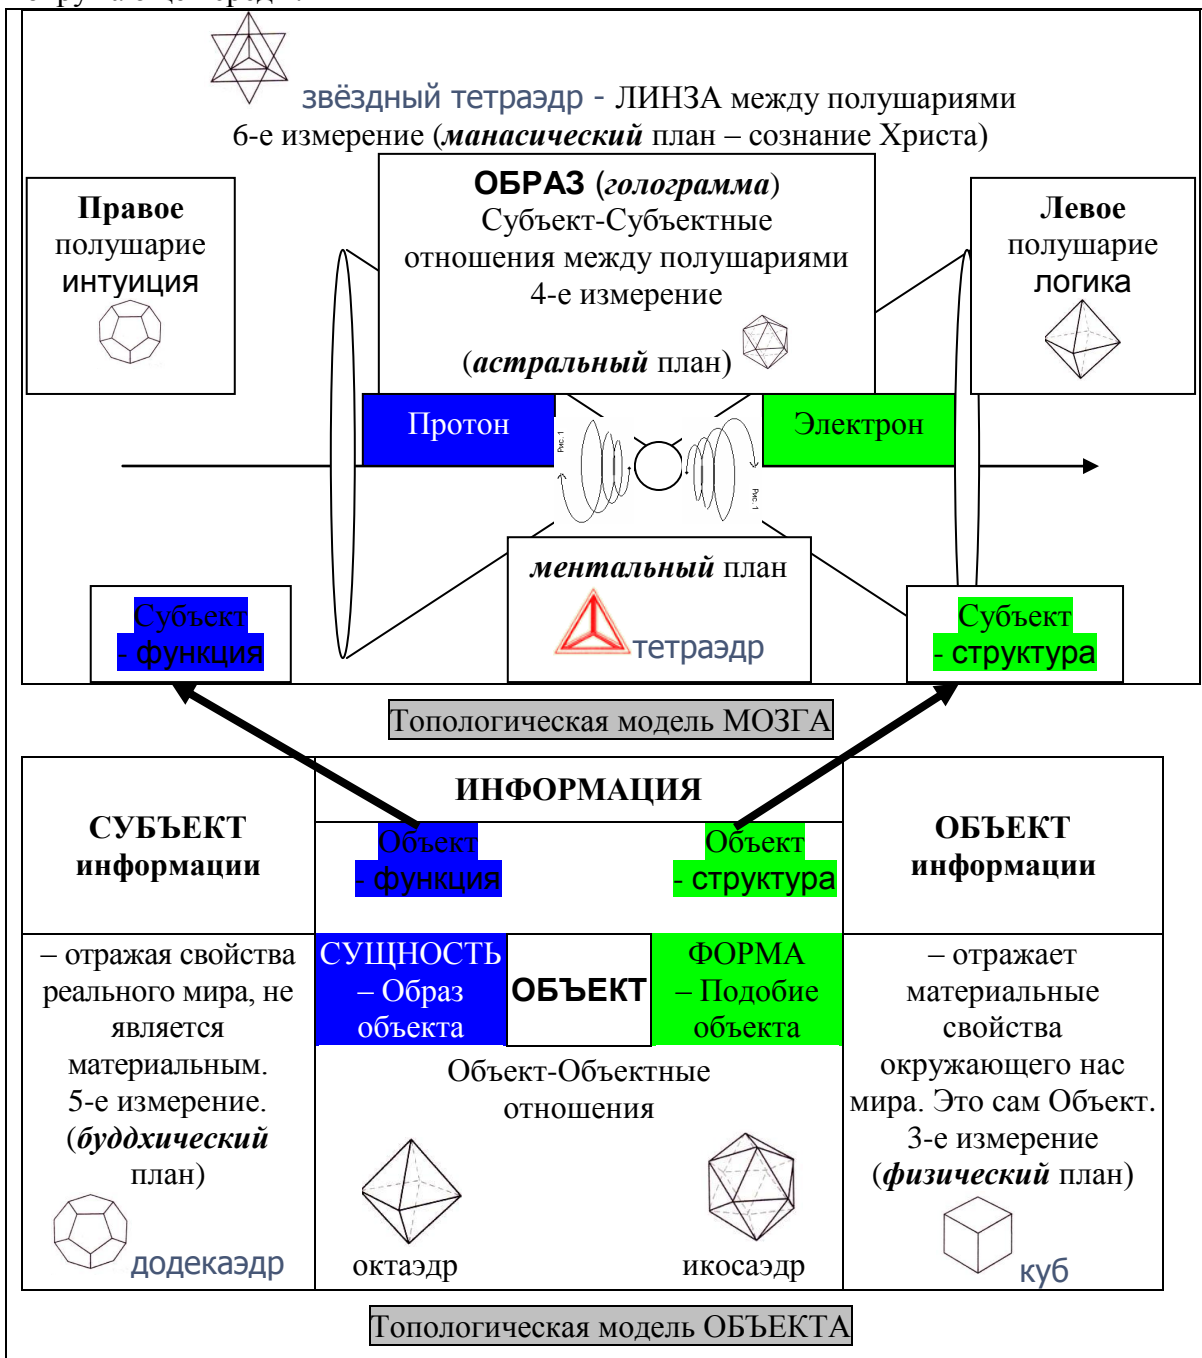 звёздный тетраэдр - ЛИНЗА между полушариями
6-е измерение (манасический план – сознание Христа)
Правое
полушарие
интуиция
ОБРАЗ (голограмма)
Субъект-Субъектные
отношения между полушариями
4-е измерение
(астральный план)
Левое
полушарие
логика
Протон
Рис. 1
Рис. 1
Электрон
ментальный план
тетраэдр
Субъект
- функция
Субъект
- структура
Топологическая модель МОЗГА
СУБЪЕКТ
информации
ИНФОРМАЦИЯ
Объект
- функция
Объект
- структура
ОБЪЕКТ
информации
– отражая свойства
реального мира, не
является
материальным.
5-е измерение.
(буддхический
план)
додекаэдр
СУЩНОСТЬ
– Образ
объекта
ОБЪЕКТ
ФОРМА
– Подобие
объекта
Объект-Объектные
отношения
октаэдр
икосаэдр
– отражает
материальные
свойства
окружающего нас
мира. Это сам Объект.
3-е измерение
(физический план)
куб
Топологическая модель ОБЪЕКТА